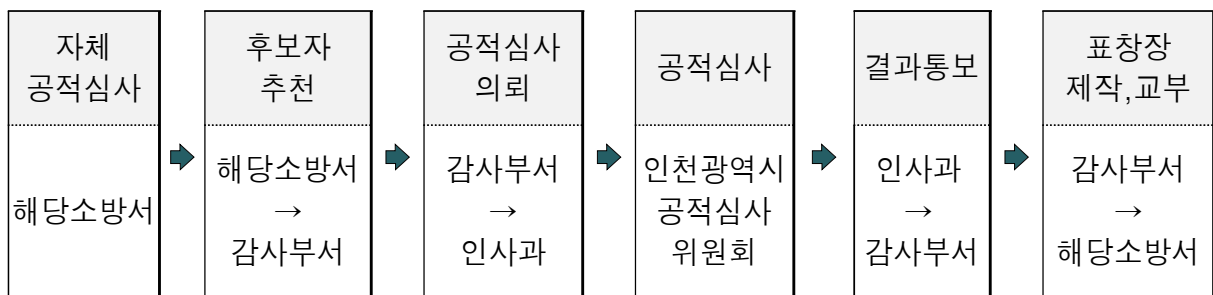 자체
공적심사
해당소방서
후보자
추천
해당소방서
→
감사부서
공적심사
의뢰
감사부서
→
인사과
공적심사
인천광역시
공적심사
위원회
결과통보
인사과
→
감사부서
표창장
제작,교부
감사부서
→
해당소방서